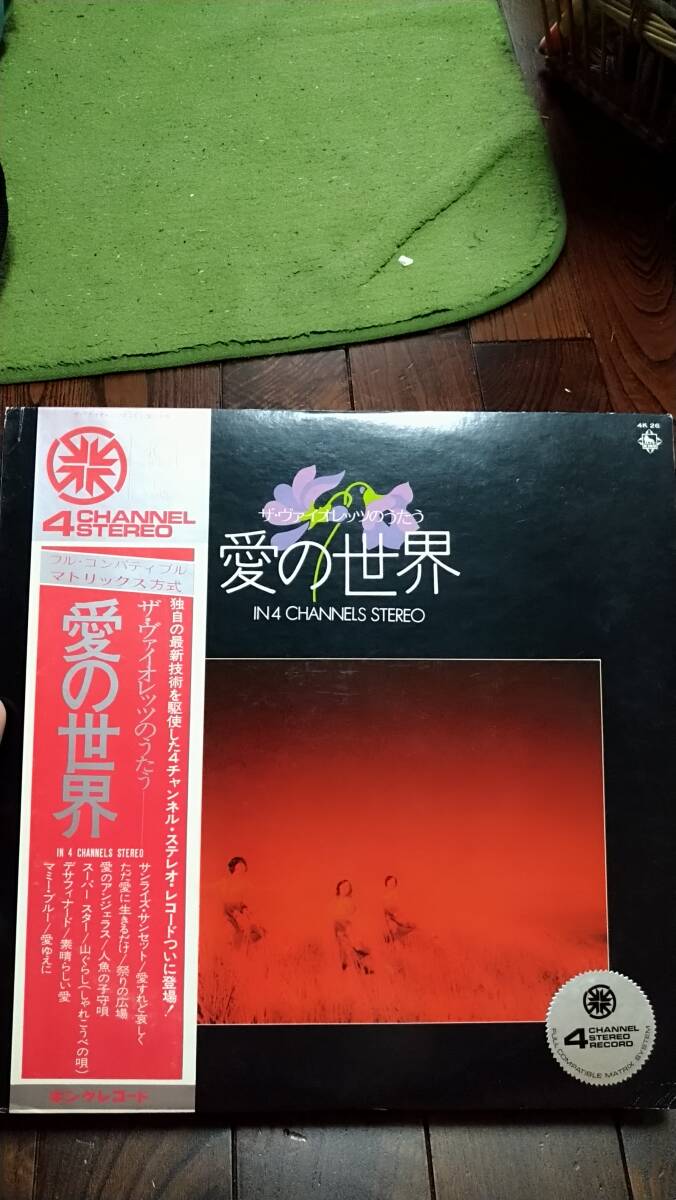 4 CHANNEL
STEREO
フル・コンパティブル
マトリックス方式
独自の最新技術を駆使した4チャンネル・ステレオ・レコードついに登場!
ザ・ヴァイオレッツのうたう
愛の世界
IN 4 CHANNELS STEREO
サンライズ・サンセット/愛すれど哀しく
ただ愛に生きるだけ/祭りの広場
愛のアンジェラス/人魚の子守唄
スーパー スター/山ぐらし(しゃれこうべの唄)
デサフィナード/素晴らしい愛
マミー・ブルー/愛ゆえに
キングレコード
4K 26
ザ・ヴァイオレッツのうたう
愛の世界
IN 4 CHANNELS STEREO
4 CHANNEL
STEREO
RECORD
FULL COMPATIBLE MATRIX SYSTEM